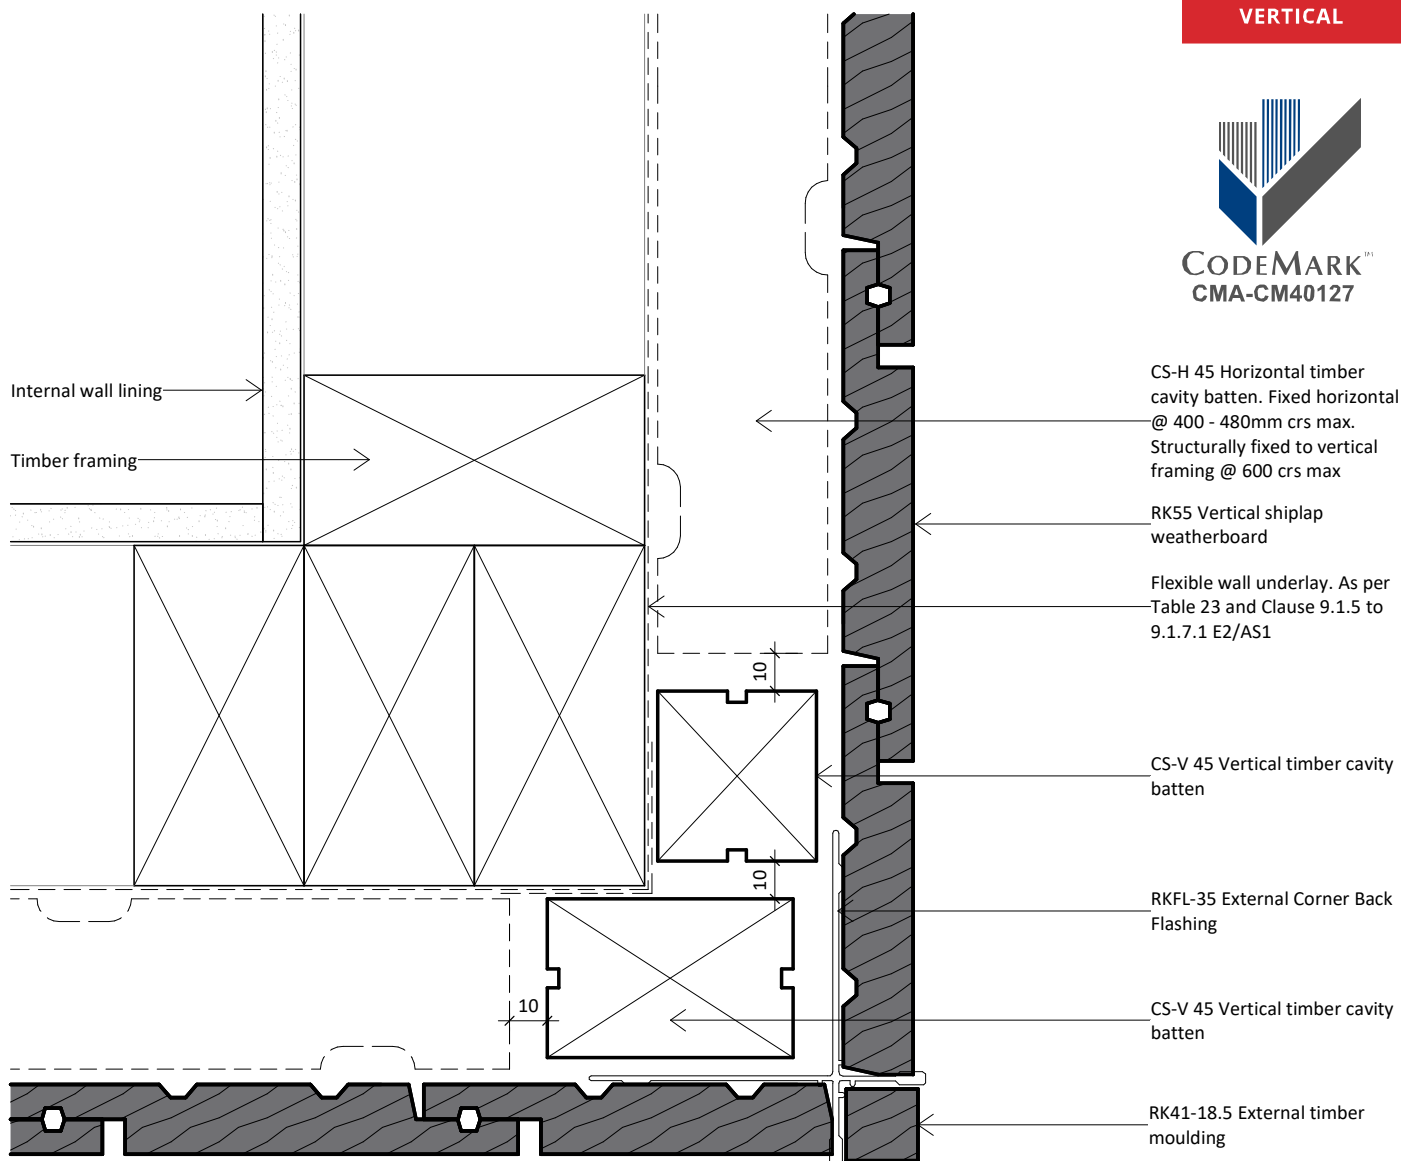 VERTICAL
CODEMARK™
CMA-CM40127
Internal wall lining
Timber framing
CS-H 45 Horizontal timber
cavity batten. Fixed horizontal
@ 400 - 480mm crs max.
Structurally fixed to vertical
framing @ 600 crs max
RK55 Vertical shiplap
weatherboard
Flexible wall underlay. As per
Table 23 and Clause 9.1.5 to
9.1.7.1 E2/AS1
10
CS-V 45 Vertical timber cavity
batten
10
RKFL-35 External Corner Back
Flashing
10
CS-V 45 Vertical timber cavity
batten
RK41-18.5 External timber
moulding